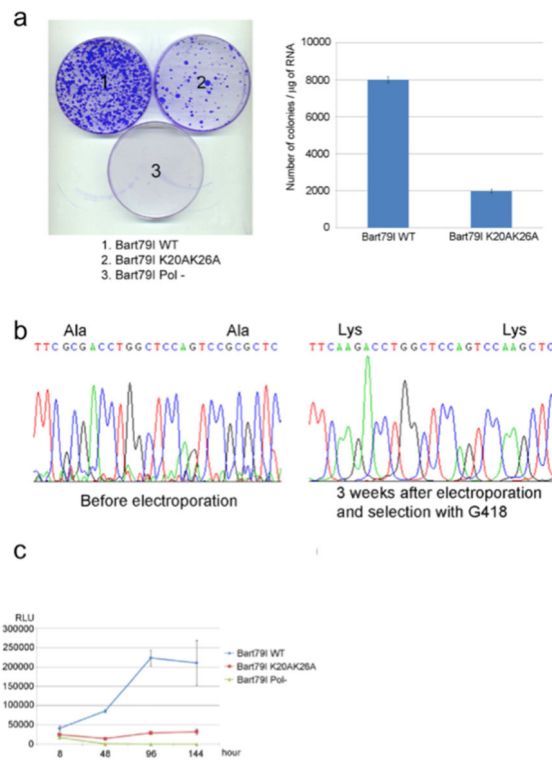 a
1
2
3
1. Bart79I WT
2. Bart79I K20AK26A
3. Bart79I Pol -
Number of colonies / µg of RNA
10000
8000
6000
4000
2000
0
Bart79I WT
Bart79I K20AK26A
b
Ala Ala
TTCGCGACCTGGCTCCAGTCCGCGCTC
Before electroporation
Lys Lys
TTCAAGACCTGGCTCCAGTCCAAGCTC
3 weeks after electroporation
and selection with G418
c
RLU
300000
250000
200000
150000
100000
50000
0
8 48 96 144 hour
Bart79I WT
Bart79I K20AK26A
Bart79I Pol-